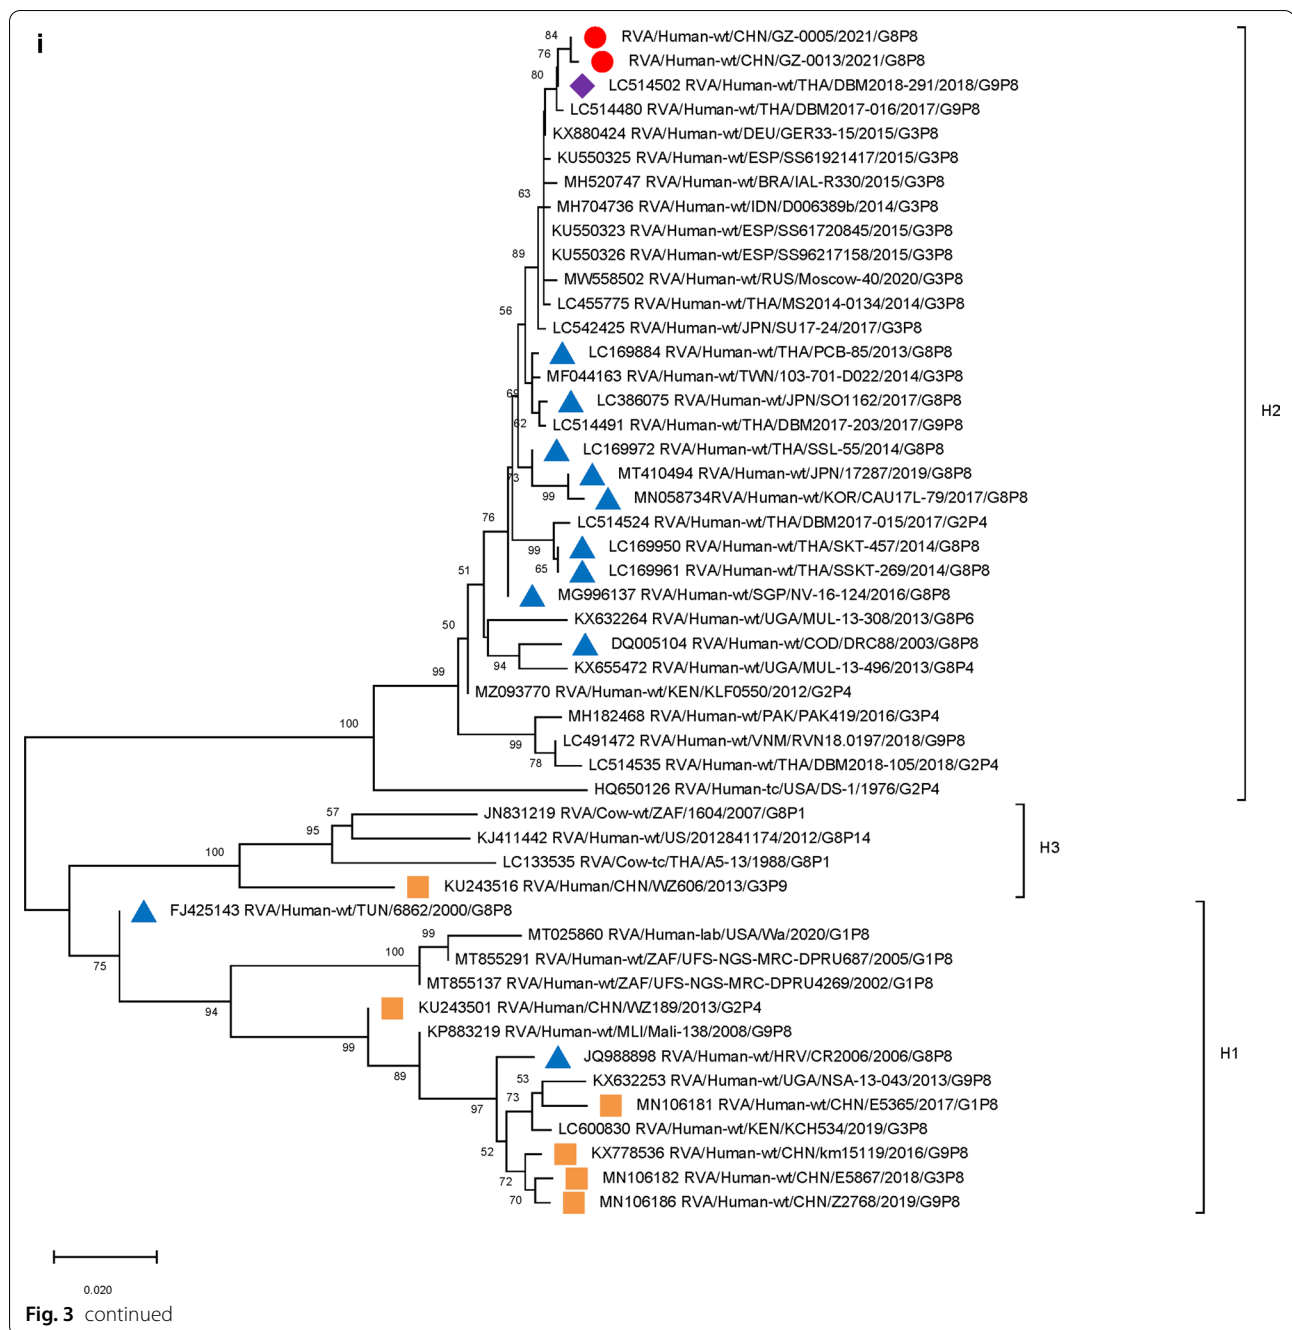 i
84
RVA/Human-wt/CHN/GZ-0005/2021/G8P8
76
RVA/Human-wt/CHN/GZ-0013/2021/G8P8
80
LC514502 RVA/Human-wt/THA/DBM2018-291/2018/G9P8
LC514480 RVA/Human-wt/THA/DBM2017-016/2017/G9P8
KX880424 RVA/Human-wt/DEU/GER33-15/2015/G3P8
KU550325 RVA/Human-wt/ESP/SS61921417/2015/G3P8
MH520747 RVA/Human-wt/BRA/IAL-R330/2015/G3P8
63
MH704736 RVA/Human-wt/IDN/D006389b/2014/G3P8
KU550323 RVA/Human-wt/ESP/SS61720845/2015/G3P8
89
KU550326 RVA/Human-wt/ESP/SS96217158/2015/G3P8
MW558502 RVA/Human-wt/RUS/Moscow-40/2020/G3P8
LC455775 RVA/Human-wt/THA/MS2014-0134/2014/G3P8
56
LC542425 RVA/Human-wt/JPN/SU17-24/2017/G3P8
LC169884 RVA/Human-wt/THA/PCB-85/2013/G8P8
MF044163 RVA/Human-wt/TWN/103-701-D022/2014/G3P8
69
LC386075 RVA/Human-wt/JPN/SO1162/2017/G8P8
H2
62
LC514491 RVA/Human-wt/THA/DBM2017-203/2017/G9P8
LC169972 RVA/Human-wt/THA/SSL-55/2014/G8P8
73
MT410494 RVA/Human-wt/JPN/17287/2019/G8P8
99
MN058734RVA/Human-wt/KOR/CAU17L-79/2017/G8P8
76
LC514524 RVA/Human-wt/THA/DBM2017-015/2017/G2P4
99
LC169950 RVA/Human-wt/THA/SKT-457/2014/G8P8
51
65
LC169961 RVA/Human-wt/THA/SSKT-269/2014/G8P8
MG996137 RVA/Human-wt/SGP/NV-16-124/2016/G8P8
50
KX632264 RVA/Human-wt/UGA/MUL-13-308/2013/G8P6
DQ005104 RVA/Human-wt/COD/DRC88/2003/G8P8
99
94
KX655472 RVA/Human-wt/UGA/MUL-13-496/2013/G8P4
MZ093770 RVA/Human-wt/KEN/KLF0550/2012/G2P4
100
MH182468 RVA/Human-wt/PAK/PAK419/2016/G3P4
99
LC491472 RVA/Human-wt/VNM/RVN18.0197/2018/G9P8
78
LC514535 RVA/Human-wt/THA/DBM2018-105/2018/G2P4
HQ650126 RVA/Human-tc/USA/DS-1/1976/G2P4
57
JN831219 RVA/Cow-wt/ZAF/1604/2007/G8P1
95
KJ411442 RVA/Human-wt/US/2012841174/2012/G8P14
H3
100
LC133535 RVA/Cow-tc/THA/A5-13/1988/G8P1
KU243516 RVA/Human/CHN/WZ606/2013/G3P9
FJ425143 RVA/Human-wt/TUN/6862/2000/G8P8
99
MT025860 RVA/Human-lab/USA/Wa/2020/G1P8
100
75
MT855291 RVA/Human-wt/ZAF/UFS-NGS-MRC-DPRU687/2005/G1P8
MT855137 RVA/Human-wt/ZAF/UFS-NGS-MRC-DPRU4269/2002/G1P8
94
KU243501 RVA/Human/CHN/WZ189/2013/G2P4
KP883219 RVA/Human-wt/MLI/Mali-138/2008/G9P8
99
H1
JQ988898 RVA/Human-wt/HRV/CR2006/2006/G8P8
89
53
KX632253 RVA/Human-wt/UGA/NSA-13-043/2013/G9P8
73
97
MN106181 RVA/Human-wt/CHN/E5365/2017/G1P8
LC600830 RVA/Human-wt/KEN/KCH534/2019/G3P8
52
KX778536 RVA/Human-wt/CHN/km15119/2016/G9P8
72
MN106182 RVA/Human-wt/CHN/E5867/2018/G3P8
70
MN106186 RVA/Human-wt/CHN/Z2768/2019/G9P8
0.020
Fig. 3 continued